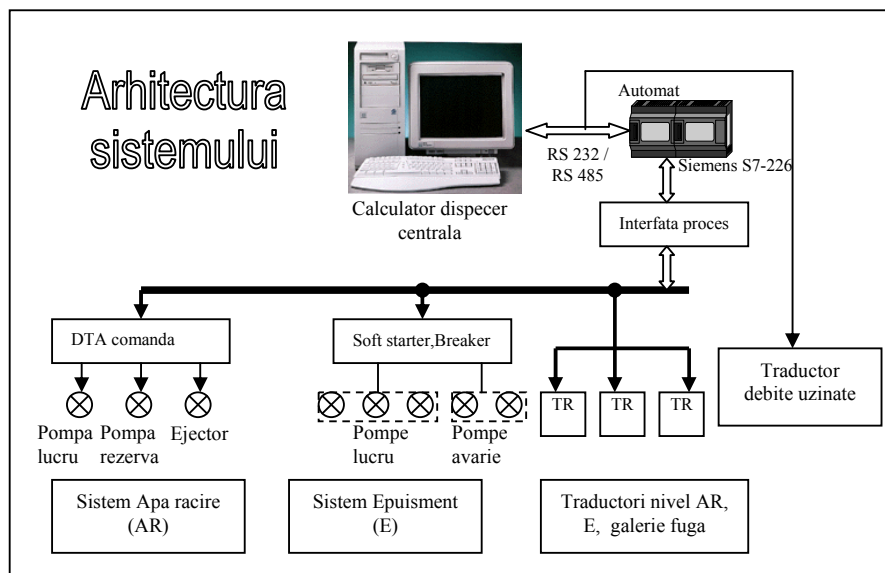 Arhitectura
sistemului
Automat
RS 232 /
RS 485
Siemens S7-226
Calculator dispecer
centrala
Interfata proces
DTA comanda
Soft starter,Breaker
Traductor
debite uzinate
TR
TR
TR
Pompa
lucru
Pompa
rezerva
Ejector
Pompe
lucru
Pompe
avarie
Sistem Apa racire
(AR)
Sistem Epuisment
(E)
Traductori nivel AR,
E, galerie fuga